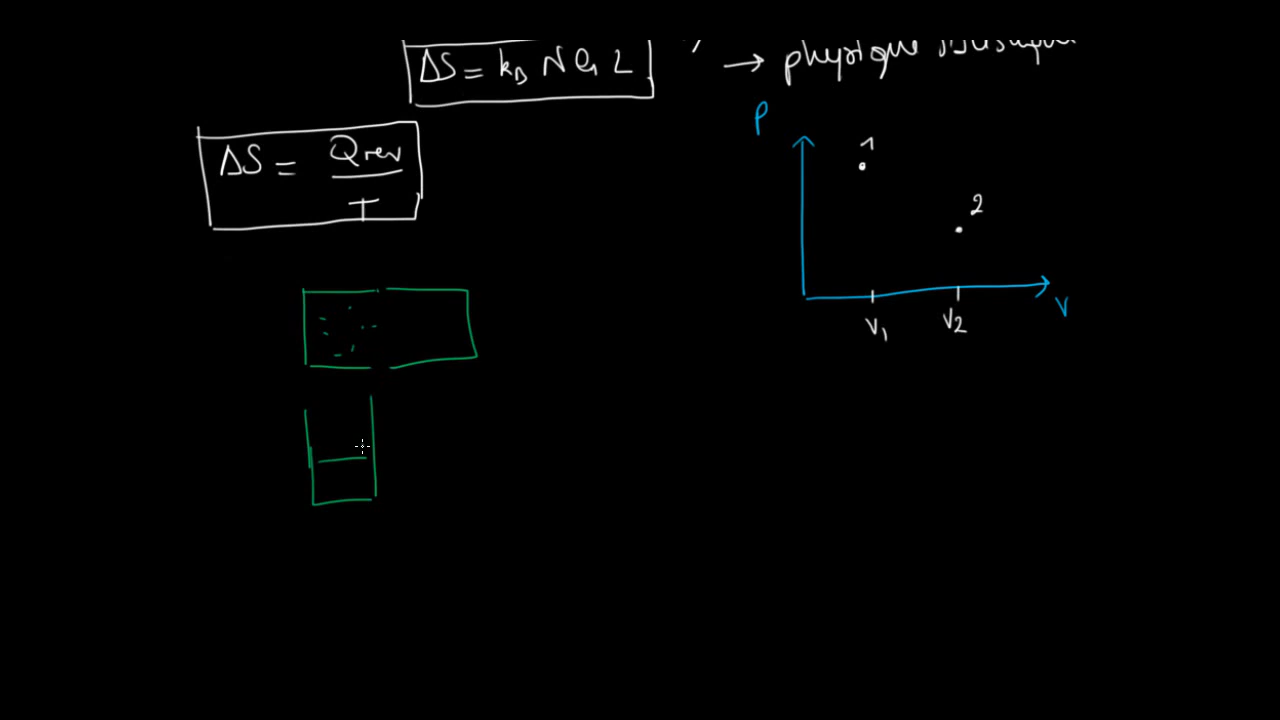 ΔS = k_B N ln 2
→ physique
ΔS = Qrev / T
P
1
2
V1
V2
V